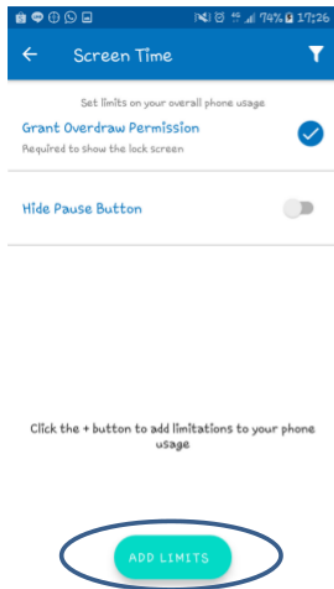 74% 17:26
Screen Time
Set limits on your overall phone usage
Grant Overdraw Permission
Required to show the lock screen
Hide Pause Button
Click the + button to add limitations to your phone
usage
ADD LIMITS